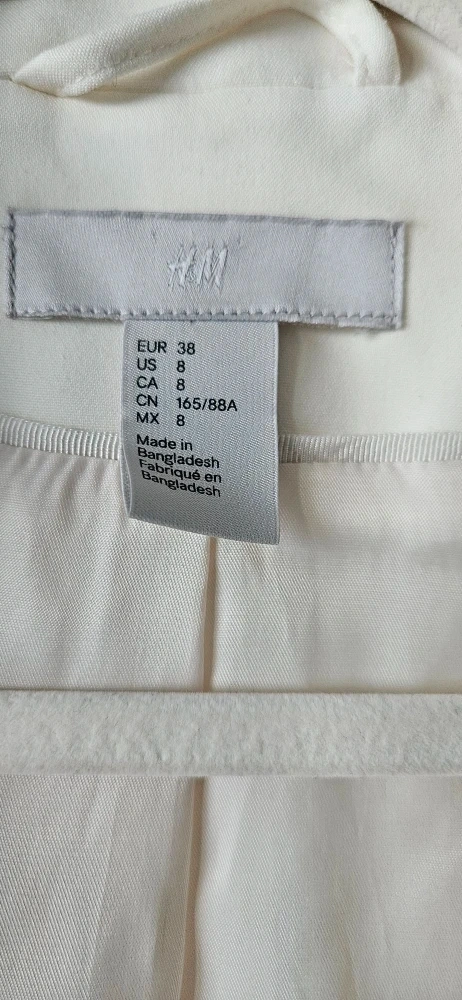 H&M
EUR 38
US 8
CA 8
CN 165/88A
MX 8
Made in
Bangladesh
Fabriqué en
Bangladesh